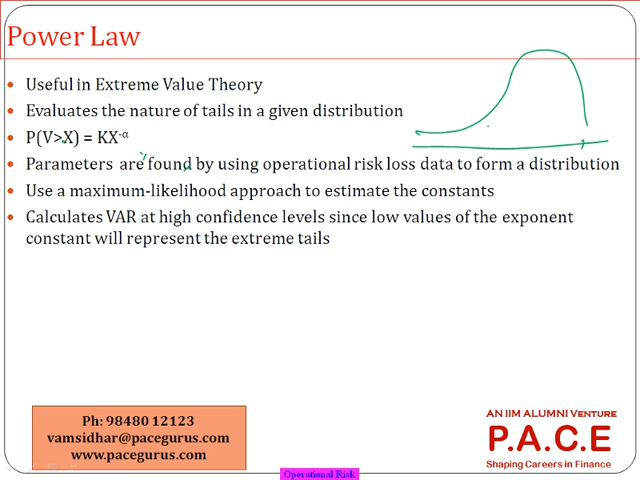 Power Law
• Useful in Extreme Value Theory
• Evaluates the nature of tails in a given distribution
• P(V>X) = KX⁻ᵅ
• Parameters are found by using operational risk loss data to form a distribution
• Use a maximum-likelihood approach to estimate the constants
• Calculates VAR at high confidence levels since low values of the exponent
constant will represent the extreme tails
Ph: 98480 12123
vamsidhar@pacegurus.com
www.pacegurus.com
AN IIM ALUMNI VENTURE
P.A.C.E
Shaping Careers in Finance
Operational Risk